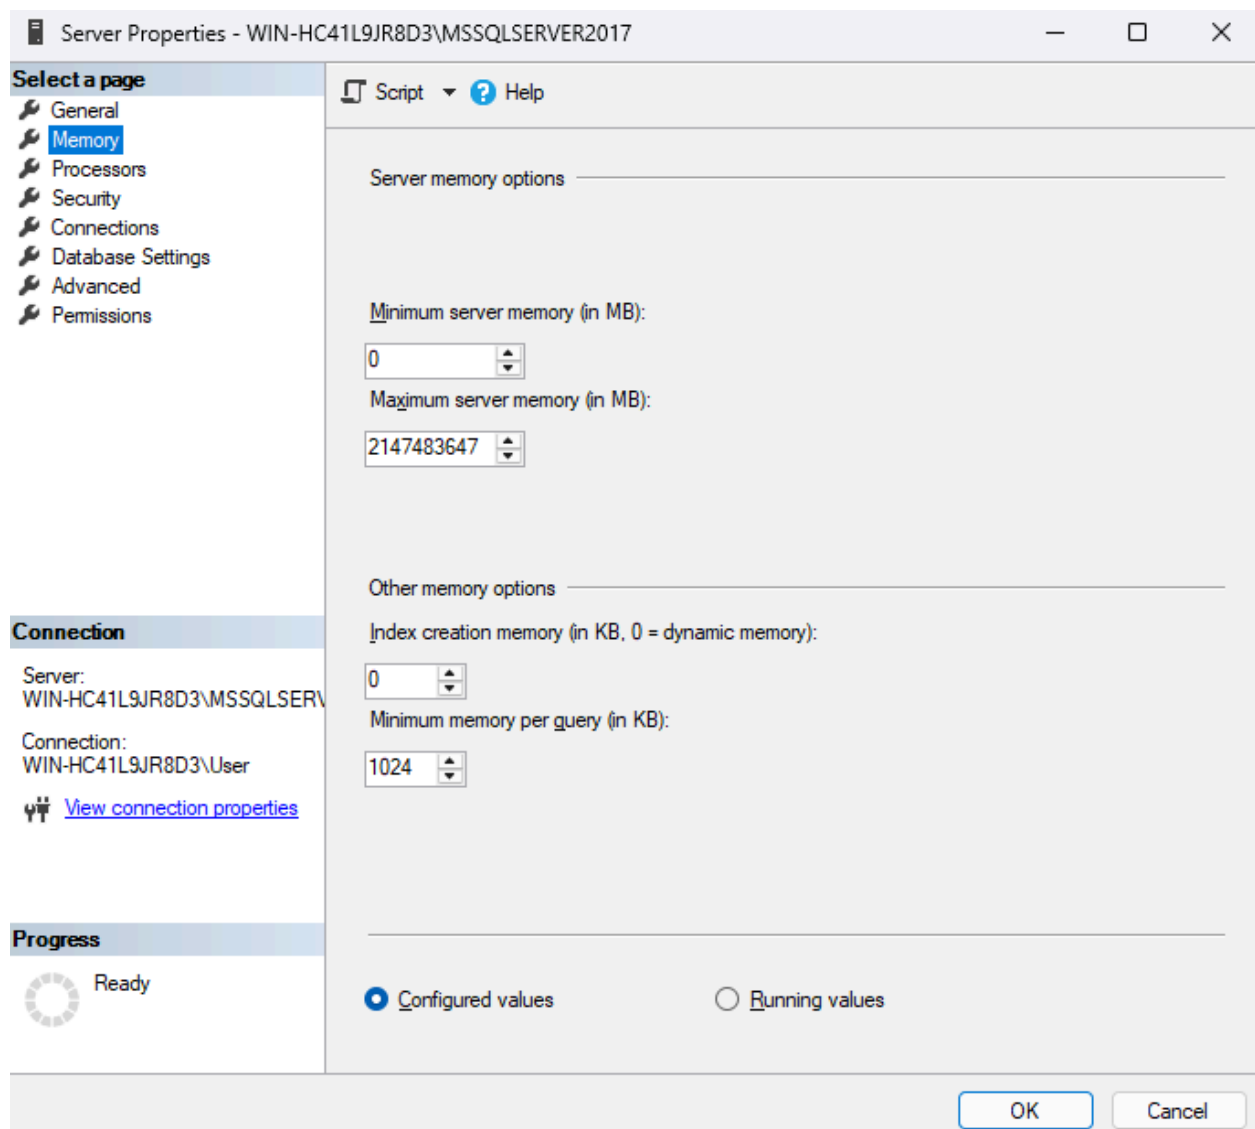 Server Properties - WIN-HC41L9JR8D3\MSSQLSERVER2017
Select a page
General
Memory
Processors
Security
Connections
Database Settings
Advanced
Permissions
Script
Help
Server memory options
Minimum server memory (in MB):
0
Maximum server memory (in MB):
2147483647
Other memory options
Index creation memory (in KB, 0 = dynamic memory):
0
Minimum memory per query (in KB):
1024
Connection
Server:
WIN-HC41L9JR8D3\MSSQLSERV
Connection:
WIN-HC41L9JR8D3\User
View connection properties
Progress
Ready
Configured values
Running values
OK
Cancel